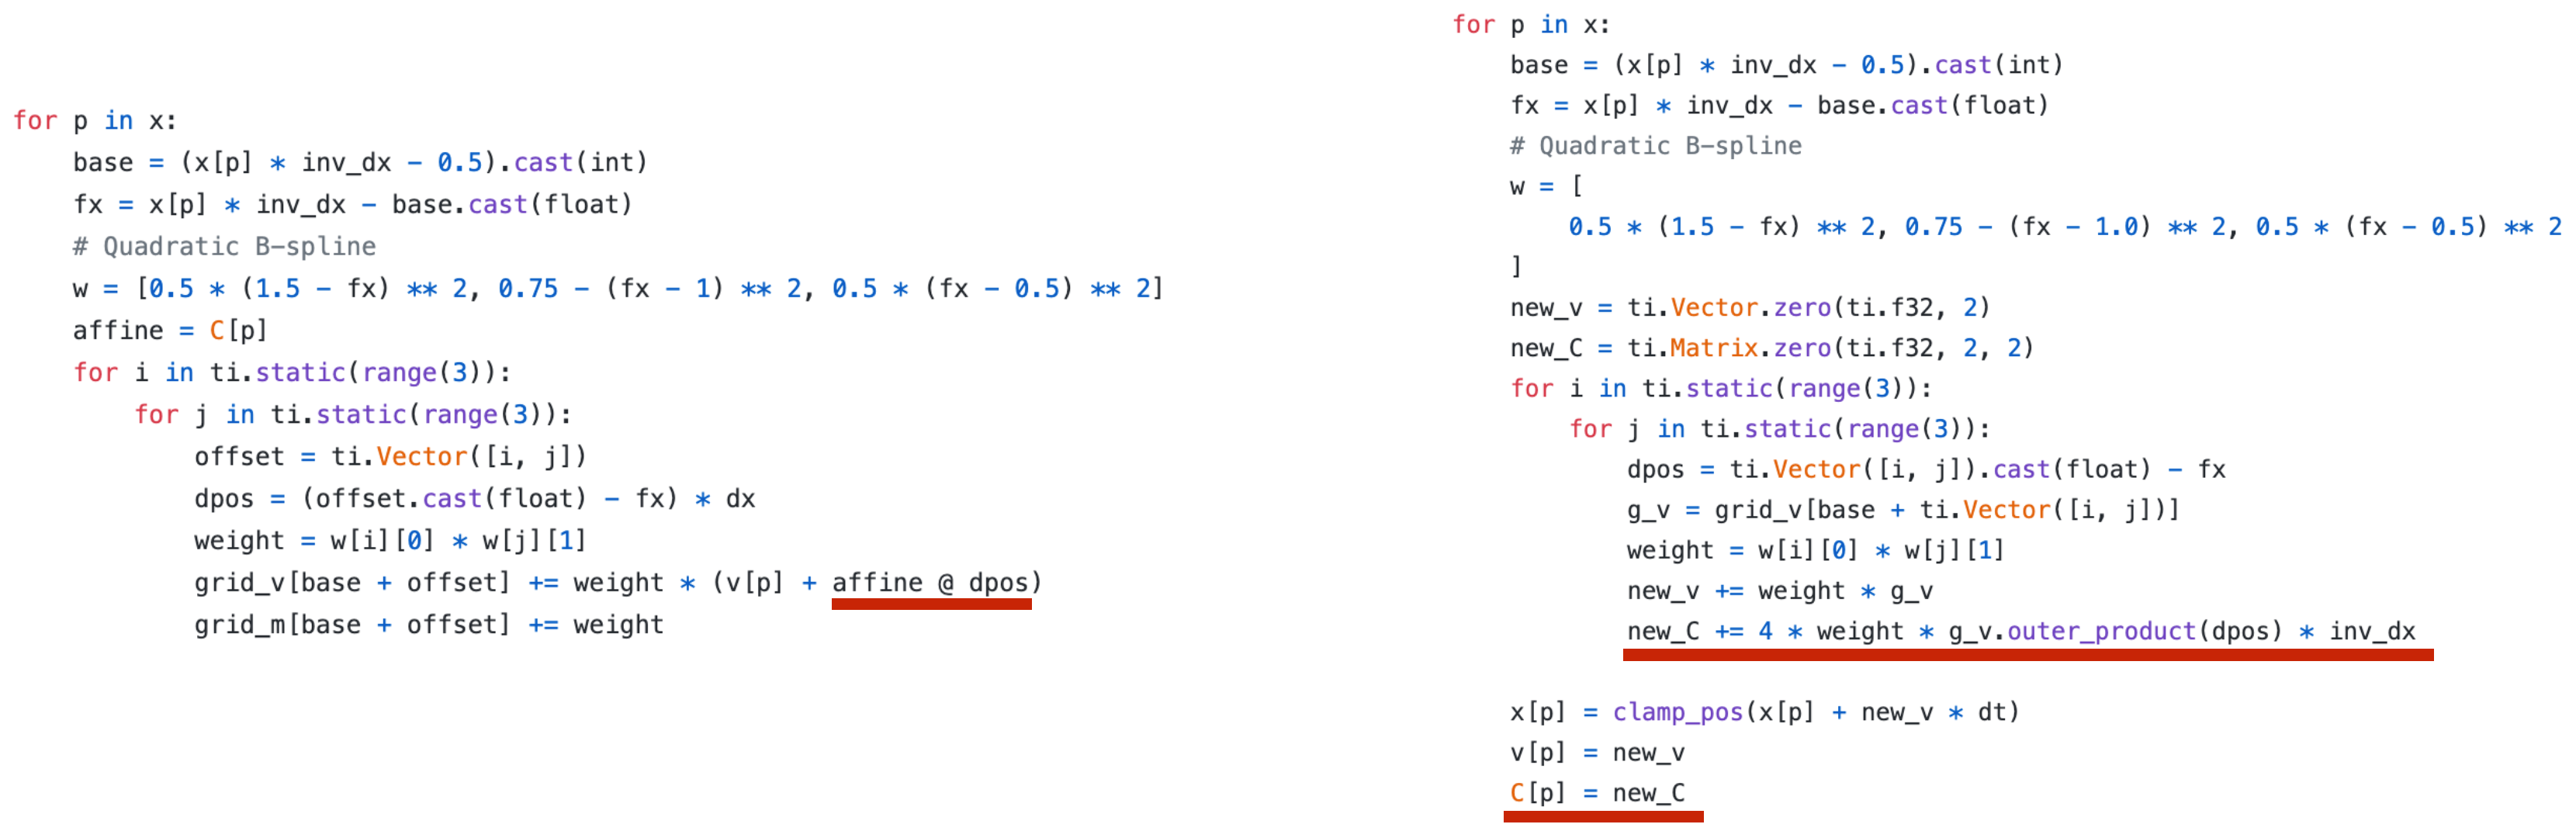 for p in x:
    base = (x[p] * inv_dx - 0.5).cast(int)
    fx = x[p] * inv_dx - base.cast(float)
    # Quadratic B-spline
    w = [0.5 * (1.5 - fx) ** 2, 0.75 - (fx - 1) ** 2, 0.5 * (fx - 0.5) ** 2]
    affine = C[p]
    for i in ti.static(range(3)):
        for j in ti.static(range(3)):
            offset = ti.Vector([i, j])
            dpos = (offset.cast(float) - fx) * dx
            weight = w[i][0] * w[j][1]
            grid_v[base + offset] += weight * (v[p] + affine @ dpos)
            grid_m[base + offset] += weight
for p in x:
    base = (x[p] * inv_dx - 0.5).cast(int)
    fx = x[p] * inv_dx - base.cast(float)
    # Quadratic B-spline
    w = [
        0.5 * (1.5 - fx) ** 2, 0.75 - (fx - 1.0) ** 2, 0.5 * (fx - 0.5) ** 2
    ]
    new_v = ti.Vector.zero(ti.f32, 2)
    new_C = ti.Matrix.zero(ti.f32, 2, 2)
    for i in ti.static(range(3)):
        for j in ti.static(range(3)):
            dpos = ti.Vector([i, j]).cast(float) - fx
            g_v = grid_v[base + ti.Vector([i, j])]
            weight = w[i][0] * w[j][1]
            new_v += weight * g_v
            new_C += 4 * weight * g_v.outer_product(dpos) * inv_dx
    x[p] = clamp_pos(x[p] + new_v * dt)
    v[p] = new_v
    C[p] = new_C